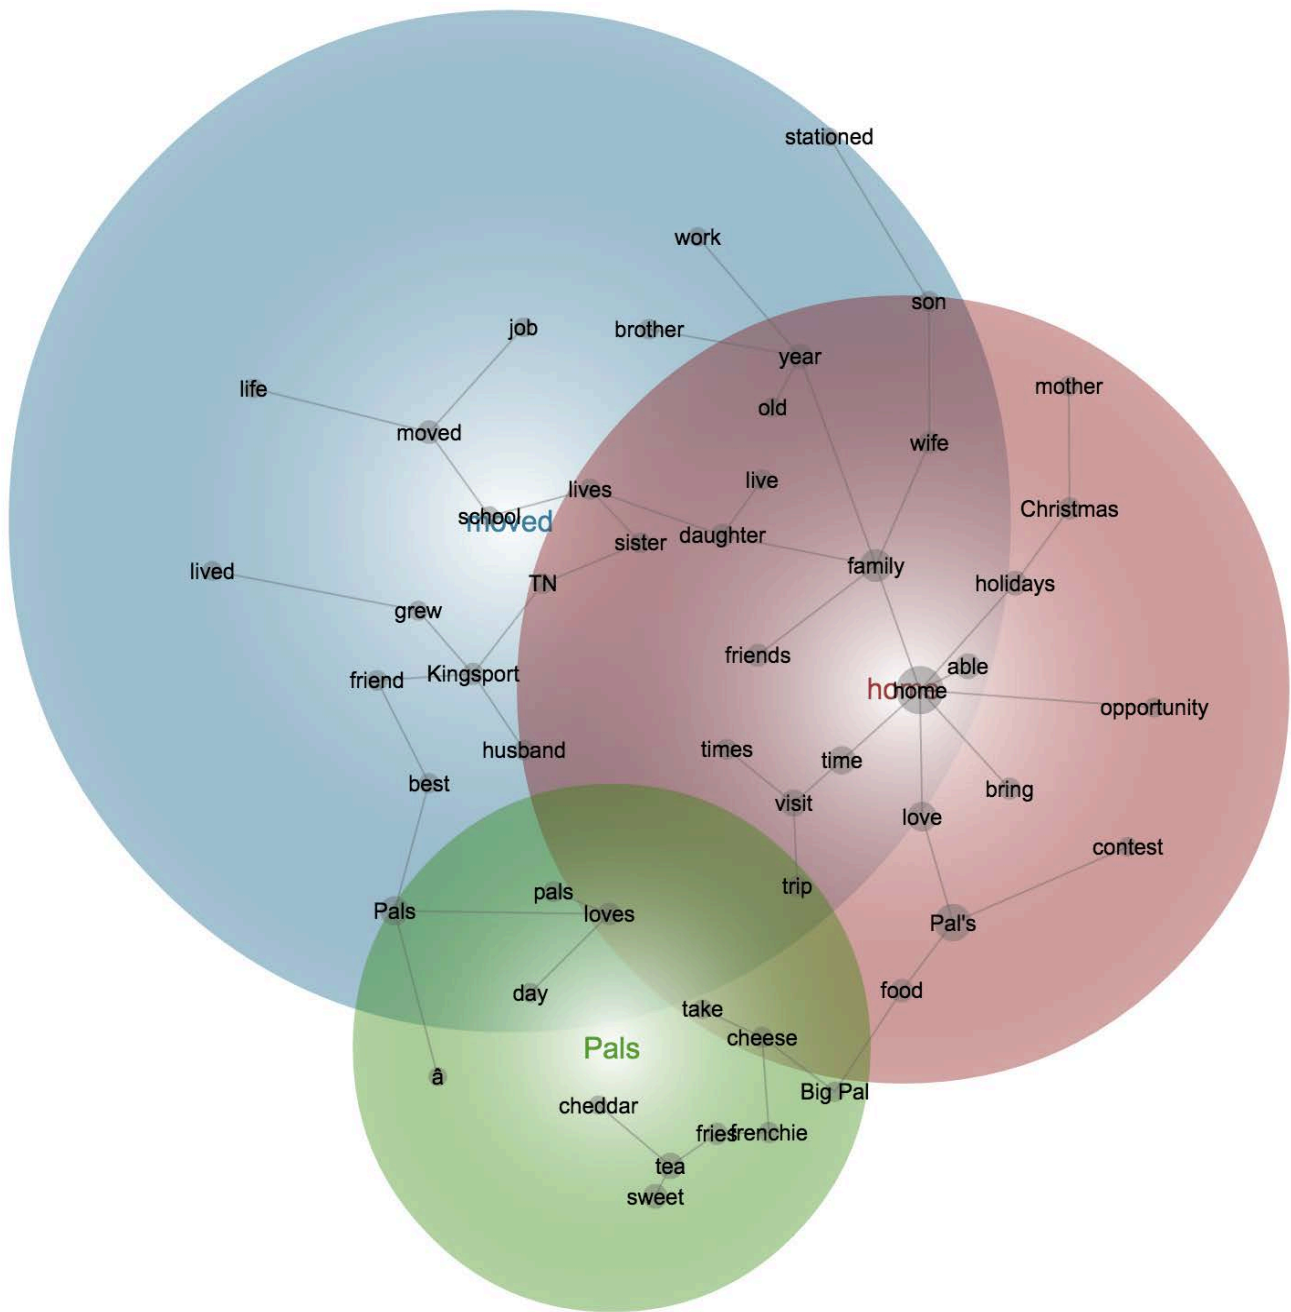 stationed
work
son
job
brother
year
mother
life
old
moved
wife
live
lives
Christmas
school
moved
daughter
sister
family
lived
TN
holidays
grew
friends
able
Kingsport
friend
home
home
opportunity
husband
times
time
best
bring
visit
love
contest
trip
pals
Pals
loves
Pal's
food
day
take
cheese
Pals
â
Big Pal
cheddar
fries
frenchie
tea
sweet